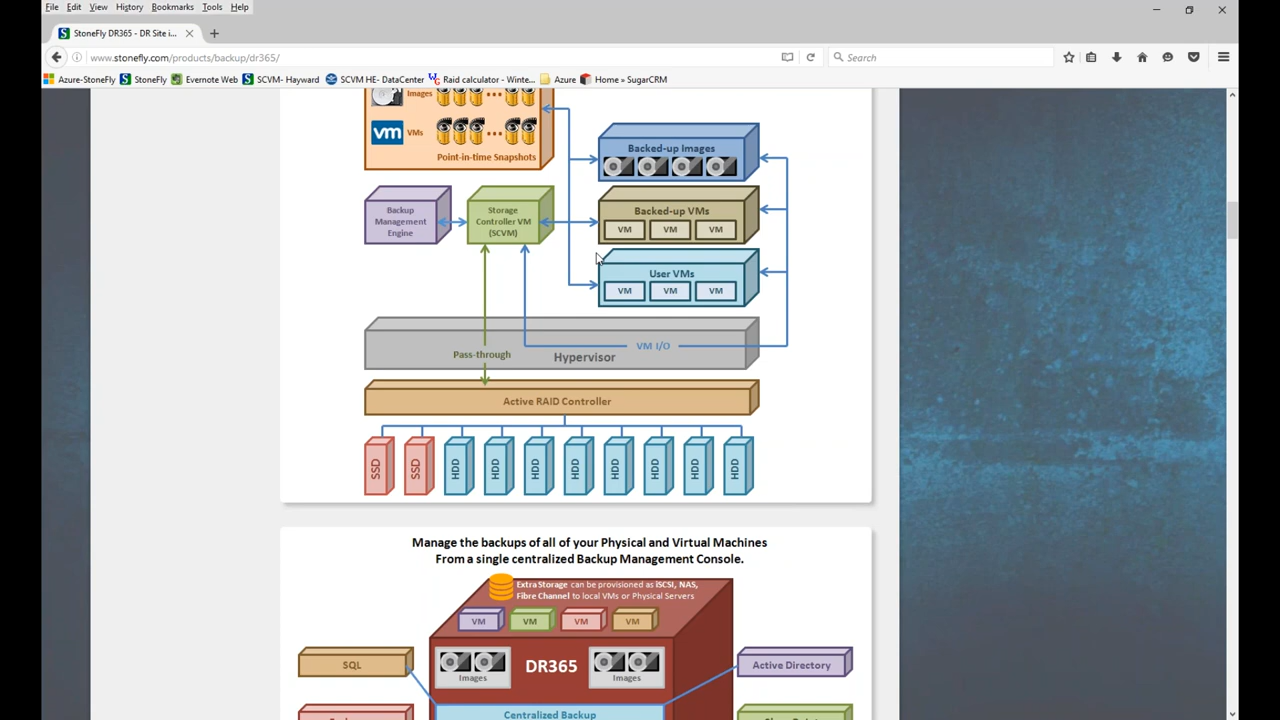 File Edit View History Bookmarks Tools Help
StoneFly DR365 - DR Site i...
www.stonefly.com/products/backup/dr365/
Search
Azure-StoneFly StoneFly Evernote Web SCVM- Hayward SCVM HE- DataCenter Raid calculator - Winte... Azure Home » SugarCRM
Images
vm VMs
Point-in-time Snapshots
Backed-up Images
Backup Management Engine
Storage Controller VM (SCVM)
Backed-up VMs
VM VM VM
User VMs
VM VM VM
VM I/O
Pass-through
Hypervisor
Active RAID Controller
SSD SSD HDD HDD HDD HDD HDD HDD HDD HDD
Manage the backups of all of your Physical and Virtual Machines
From a single centralized Backup Management Console.
Extra Storage can be provisioned as iSCSI, NAS,
Fibre Channel to local VMs or Physical Servers
VM VM VM VM
SQL
Images
DR365
Images
Active Directory
Centralized Backup